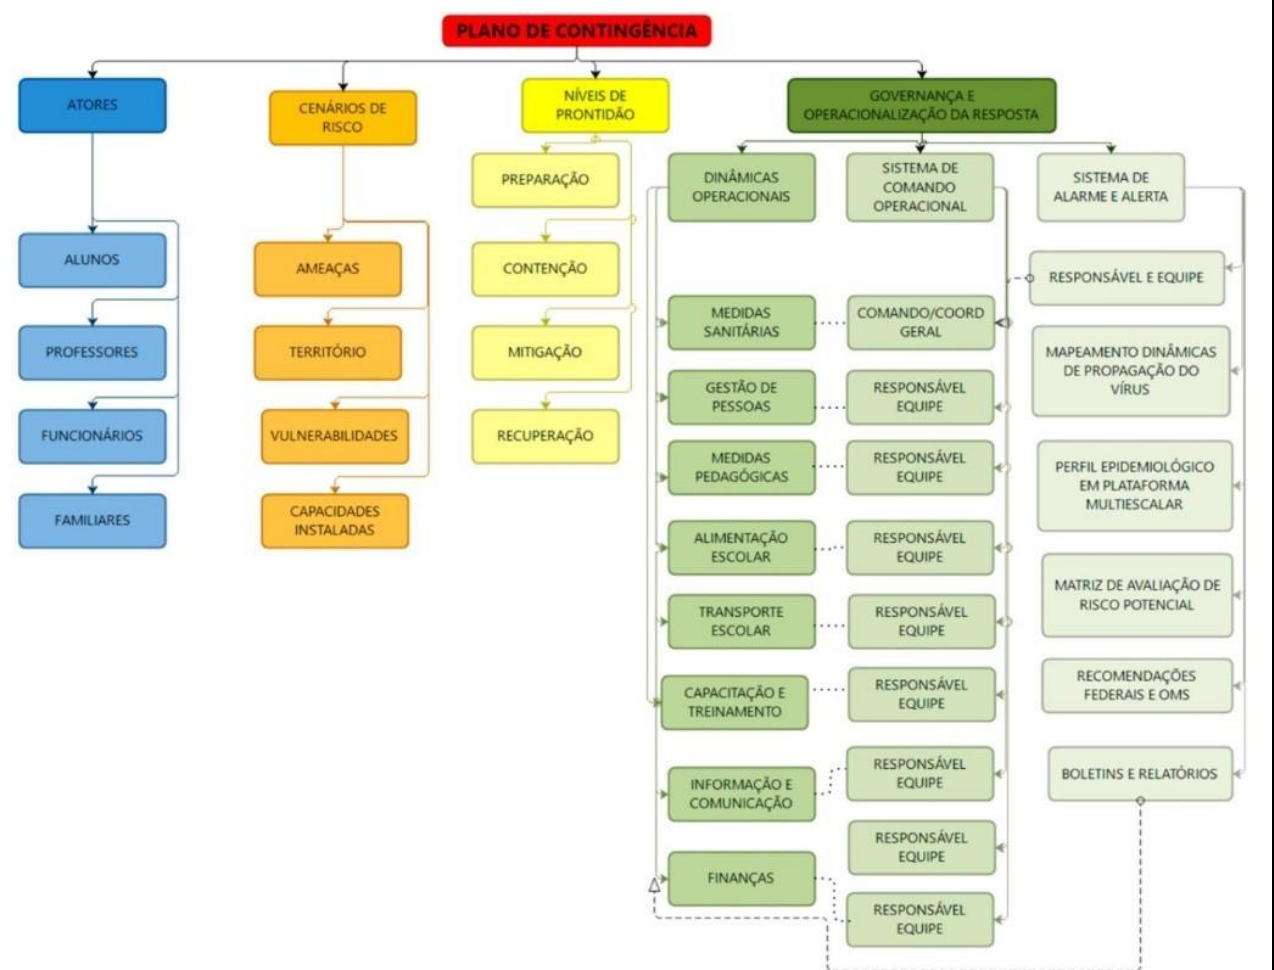 PLANO DE CONTINGÊNCIA
ATORES
ALUNOS
PROFESSORES
FUNCIONÁRIOS
FAMILIARES
CENÁRIOS DE
RISCO
AMEAÇAS
TERRITÓRIO
VULNERABILIDADES
CAPACIDADES
INSTALADAS
NÍVEIS DE
PRONTIDÃO
PREPARAÇÃO
CONTENÇÃO
MITIGAÇÃO
RECUPERAÇÃO
GOVERNANÇA E
OPERACIONALIZAÇÃO DA RESPOSTA
DINÂMICAS
OPERACIONAIS
MEDIDAS
SANITÁRIAS
GESTÃO DE
PESSOAS
MEDIDAS
PEDAGÓGICAS
ALIMENTAÇÃO
ESCOLAR
TRANSPORTE
ESCOLAR
CAPACITAÇÃO E
TREINAMENTO
INFORMAÇÃO E
COMUNICAÇÃO
FINANÇAS
SISTEMA DE
COMANDO
OPERACIONAL
COMANDO/COORD
GERAL
RESPONSÁVEL
EQUIPE
RESPONSÁVEL
EQUIPE
RESPONSÁVEL
EQUIPE
RESPONSÁVEL
EQUIPE
RESPONSÁVEL
EQUIPE
RESPONSÁVEL
EQUIPE
RESPONSÁVEL
EQUIPE
RESPONSÁVEL
EQUIPE
SISTEMA DE
ALARME E ALERTA
RESPONSÁVEL E EQUIPE
MAPEAMENTO DINÂMICAS
DE PROPAGAÇÃO DO
VÍRUS
PERFIL EPIDEMIOLÓGICO
EM PLATAFORMA
MULTIESCALAR
MATRIZ DE AVALIAÇÃO DE
RISCO POTENCIAL
RECOMENDAÇÕES
FEDERAIS E OMS
BOLETINS E RELATÓRIOS